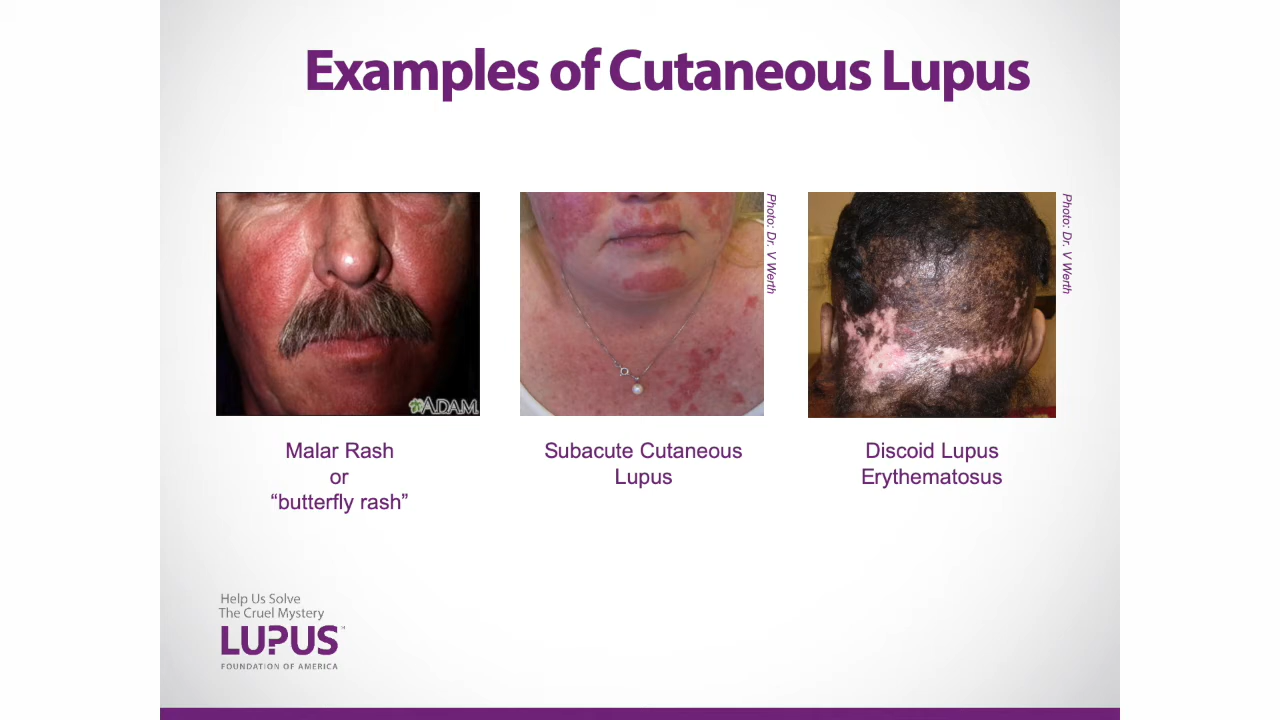 Examples of Cutaneous Lupus
Photo: Dr. V Werth
Photo: Dr. V Werth
ADAM
Malar Rash
or
“butterfly rash”
Subacute Cutaneous
Lupus
Discoid Lupus
Erythematosus
Help Us Solve
The Cruel Mystery
LUPUS
FOUNDATION OF AMERICA